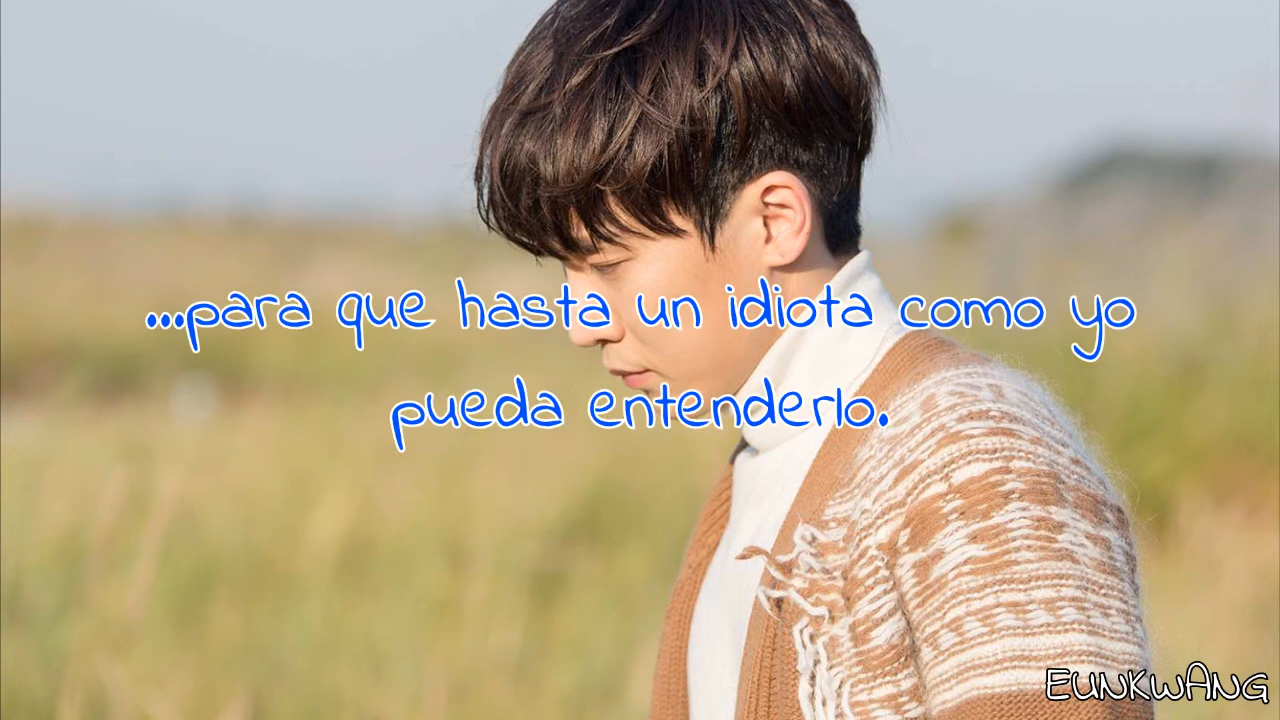 ...para que hasta un idiota como yo
pueda entenderlo.
EUNKWANG